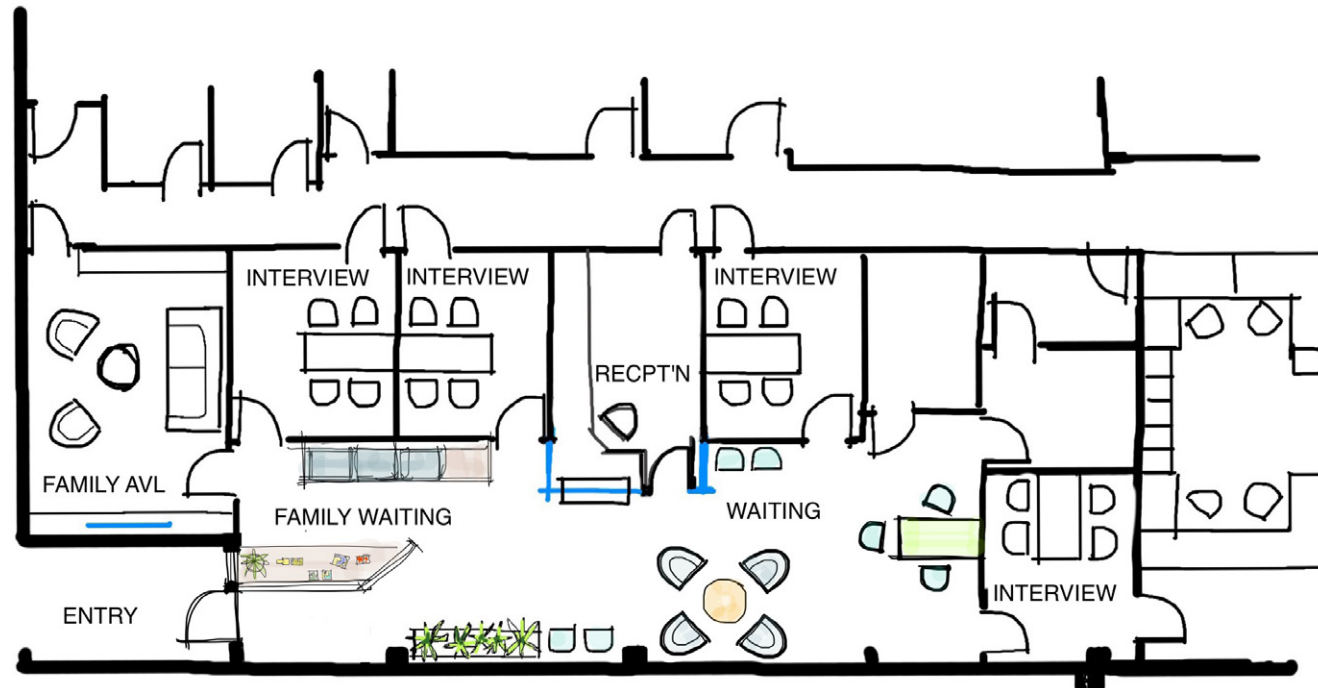 INTERVIEW
INTERVIEW
INTERVIEW
RECPT'N
FAMILY AVL
FAMILY WAITING
WAITING
INTERVIEW
ENTRY